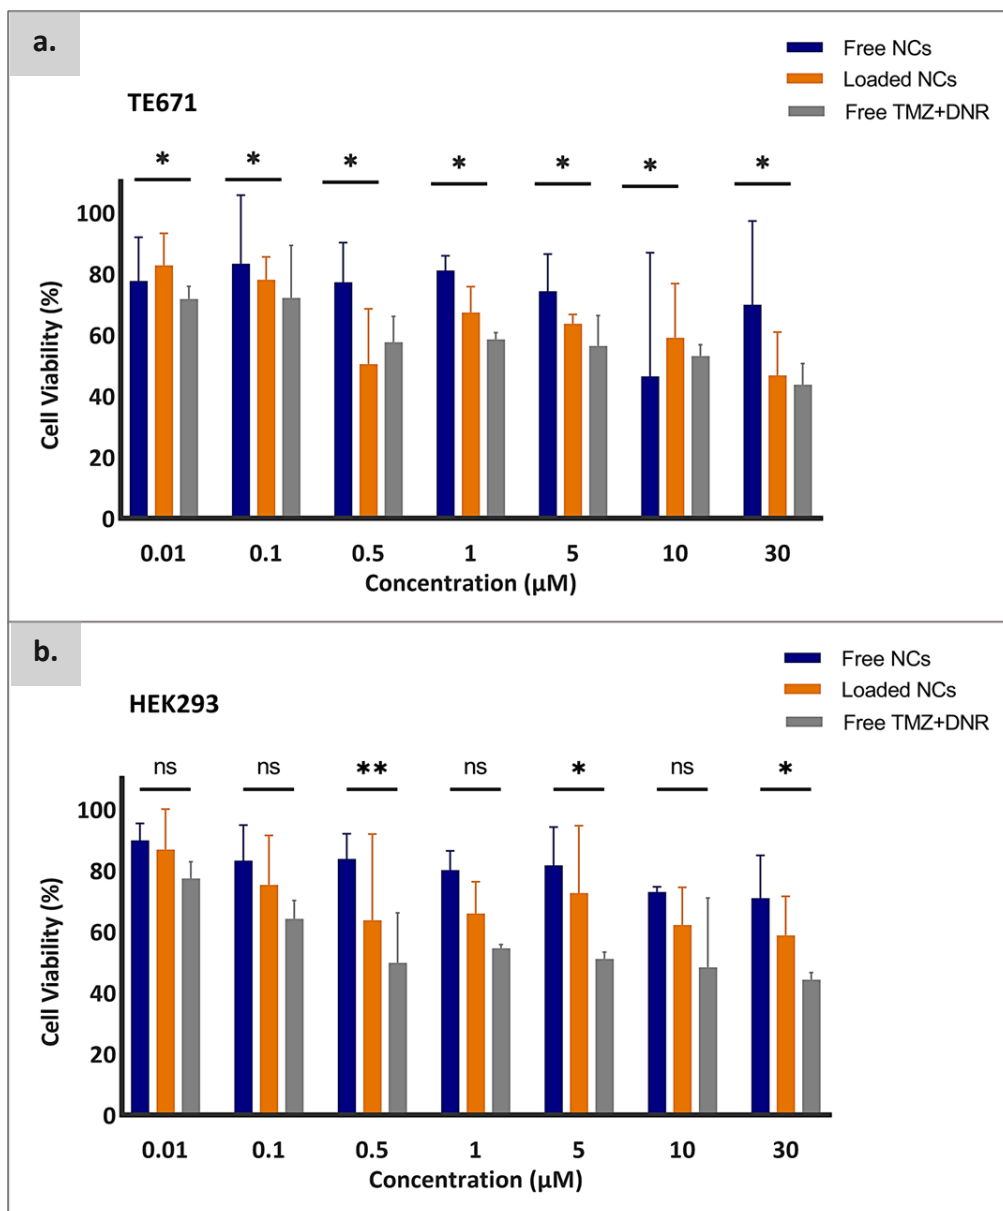 a.
Free NCs
Loaded NCs
Free TMZ+DNR
TE671
* * * * * * *
100
80
60
40
20
0
Cell Viability (%)
0.01 0.1 0.5 1 5 10 30
Concentration (µM)
b.
Free NCs
Loaded NCs
Free TMZ+DNR
HEK293
ns ns ** ns * ns *
100
80
60
40
20
0
Cell Viability (%)
0.01 0.1 0.5 1 5 10 30
Concentration (µM)